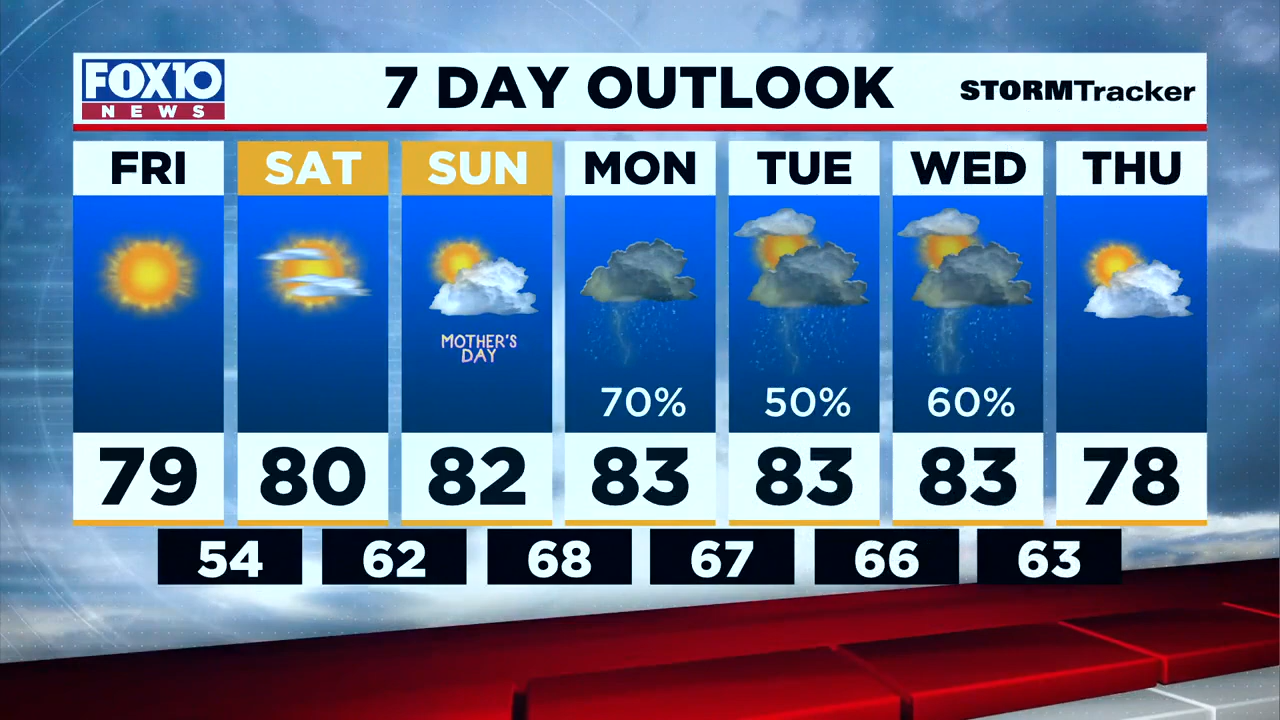 FOX10
NEWS
7 DAY OUTLOOK
STORMTracker
FRI SAT SUN MON TUE WED THU
MOTHER'S
DAY
70% 50% 60%
79 80 82 83 83 83 78
54 62 68 67 66 63